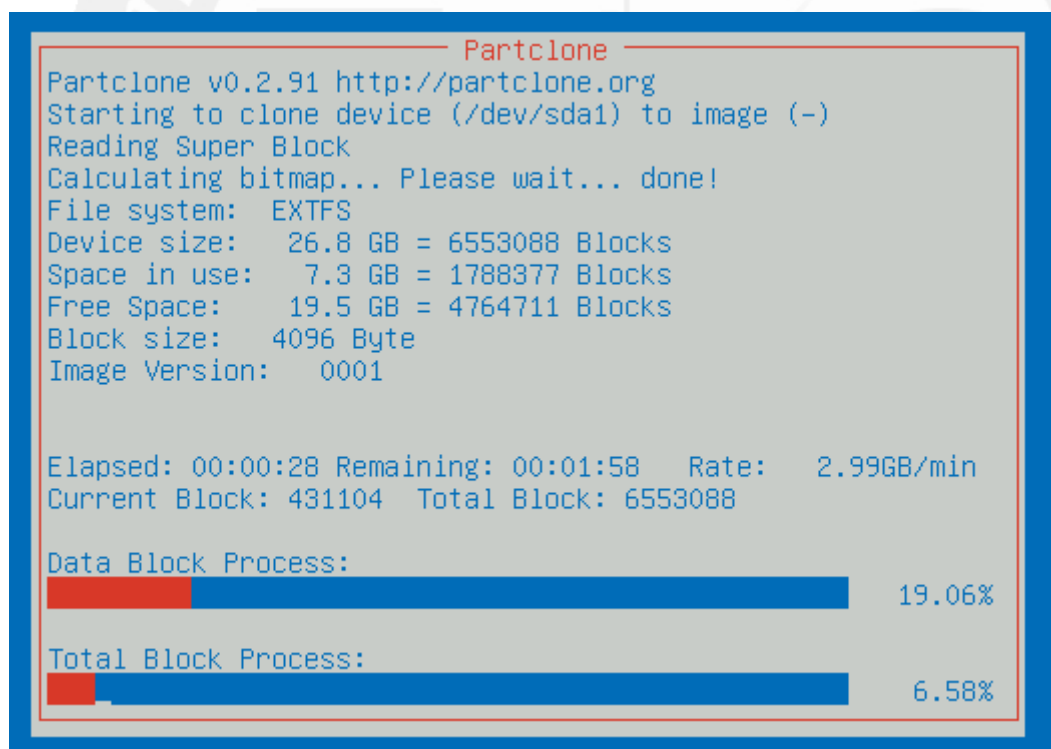 Partclone
Partclone v0.2.91 http://partclone.org
Starting to clone device (/dev/sda1) to image (-)
Reading Super Block
Calculating bitmap... Please wait... done!
File system:  EXTFS
Device size:   26.8 GB = 6553088 Blocks
Space in use:   7.3 GB = 1788377 Blocks
Free Space:    19.5 GB = 4764711 Blocks
Block size:   4096 Byte
Image Version:   0001
Elapsed: 00:00:28 Remaining: 00:01:58   Rate:   2.99GB/min
Current Block: 431104  Total Block: 6553088
Data Block Process:
19.06%
Total Block Process:
6.58%